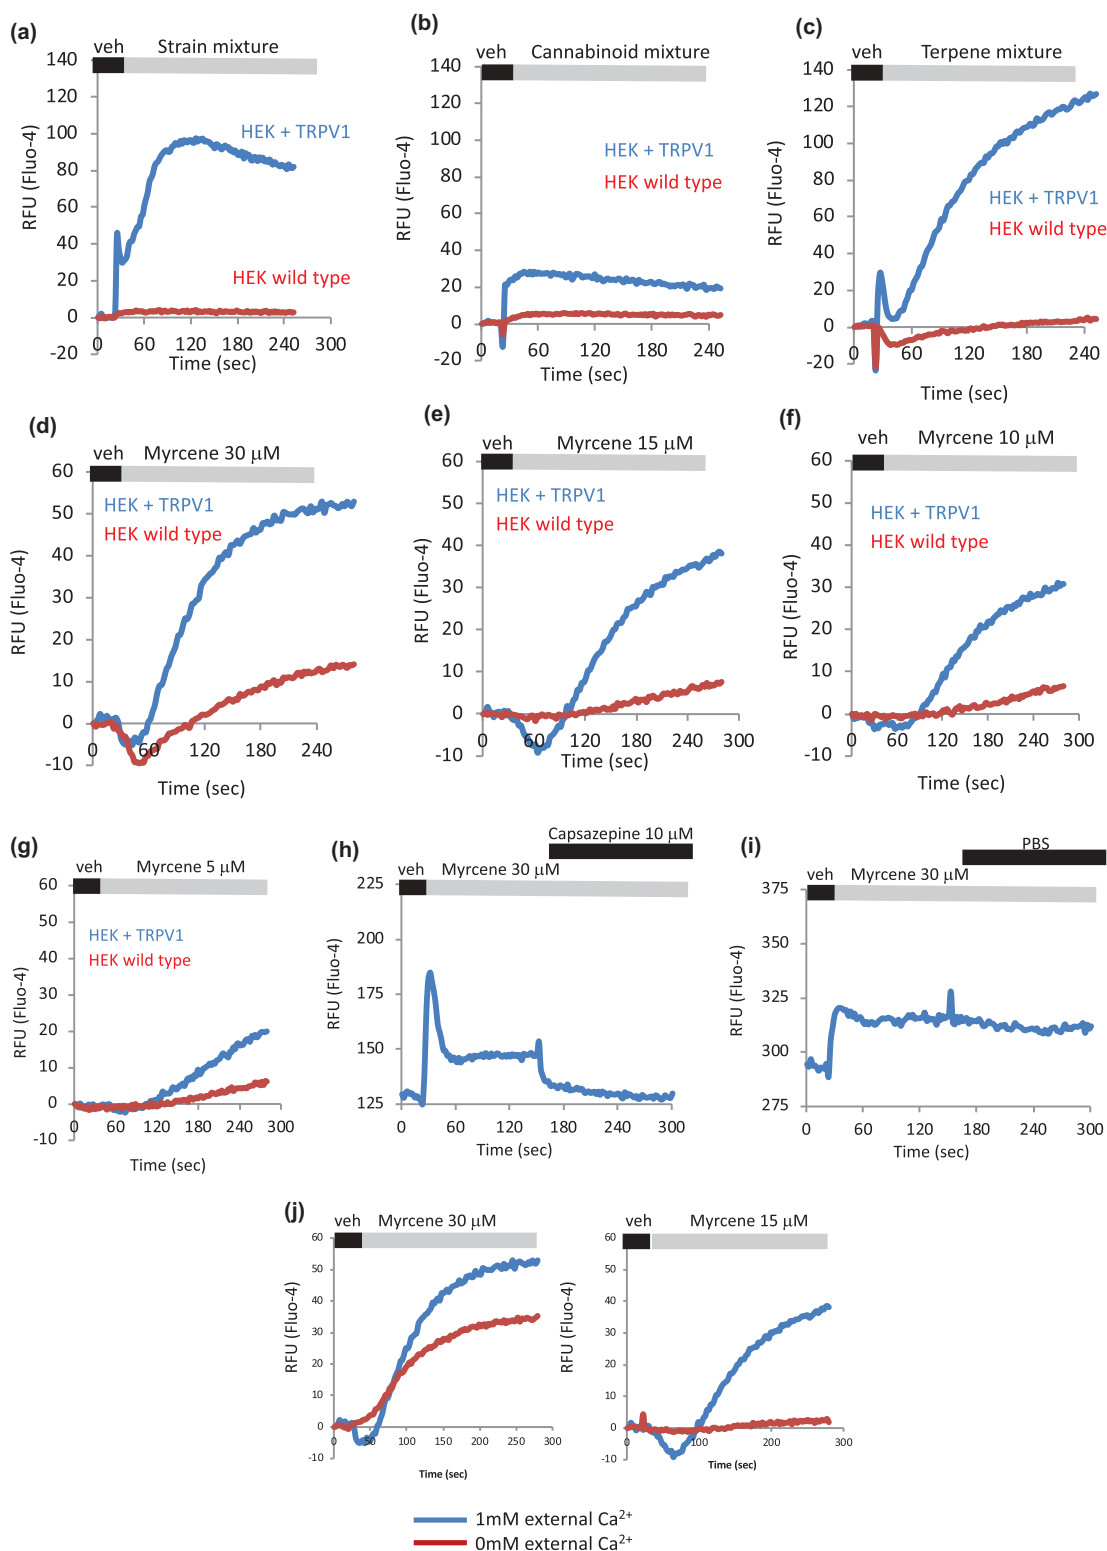 (a)
veh Strain mixture
140
120
100
80
60
40
20
0
-20
RFU (Fluo-4)
HEK + TRPV1
HEK wild type
0 60 120 180 240 300
Time (sec)
(b)
veh Cannabinoid mixture
140
120
100
80
60
40
20
0
-20
RFU (Fluo-4)
HEK + TRPV1
HEK wild type
0 60 120 180 240
Time (sec)
(c)
veh Terpene mixture
140
120
100
80
60
40
20
0
-20
RFU (Fluo-4)
HEK + TRPV1
HEK wild type
0 60 120 180 240
Time (sec)
(d)
veh Myrcene 30 µM
60
50
40
30
20
10
0
-10
RFU (Fluo-4)
HEK + TRPV1
HEK wild type
0 60 120 180 240
Time (sec)
(e)
veh Myrcene 15 µM
60
50
40
30
20
10
0
-10
RFU (Fluo-4)
HEK + TRPV1
HEK wild type
0 60 120 180 240 300
Time (sec)
(f)
veh Myrcene 10 µM
60
50
40
30
20
10
0
-10
RFU (Fluo-4)
HEK + TRPV1
HEK wild type
0 60 120 180 240 300
Time (sec)
(g)
veh Myrcene 5 µM
60
50
40
30
20
10
0
-10
RFU (Fluo-4)
HEK + TRPV1
HEK wild type
0 60 120 180 240 300
Time (sec)
(h)
Capsazepine 10 µM
veh Myrcene 30 µM
225
200
175
150
125
RFU (Fluo-4)
0 60 120 180 240 300
Time (sec)
(i)
PBS
veh Myrcene 30 µM
375
350
325
300
275
RFU (Fluo-4)
0 60 120 180 240 300
Time (sec)
(j)
veh Myrcene 30 µM
60
50
40
30
20
10
0
-10
RFU (Fluo-4)
0 50 100 150 200 250 300
Time (sec)
veh Myrcene 15 µM
60
50
40
30
20
10
0
-10
RFU (Fluo-4)
0 100 200 300
Time (sec)
1mM external Ca²⁺
0mM external Ca²⁺